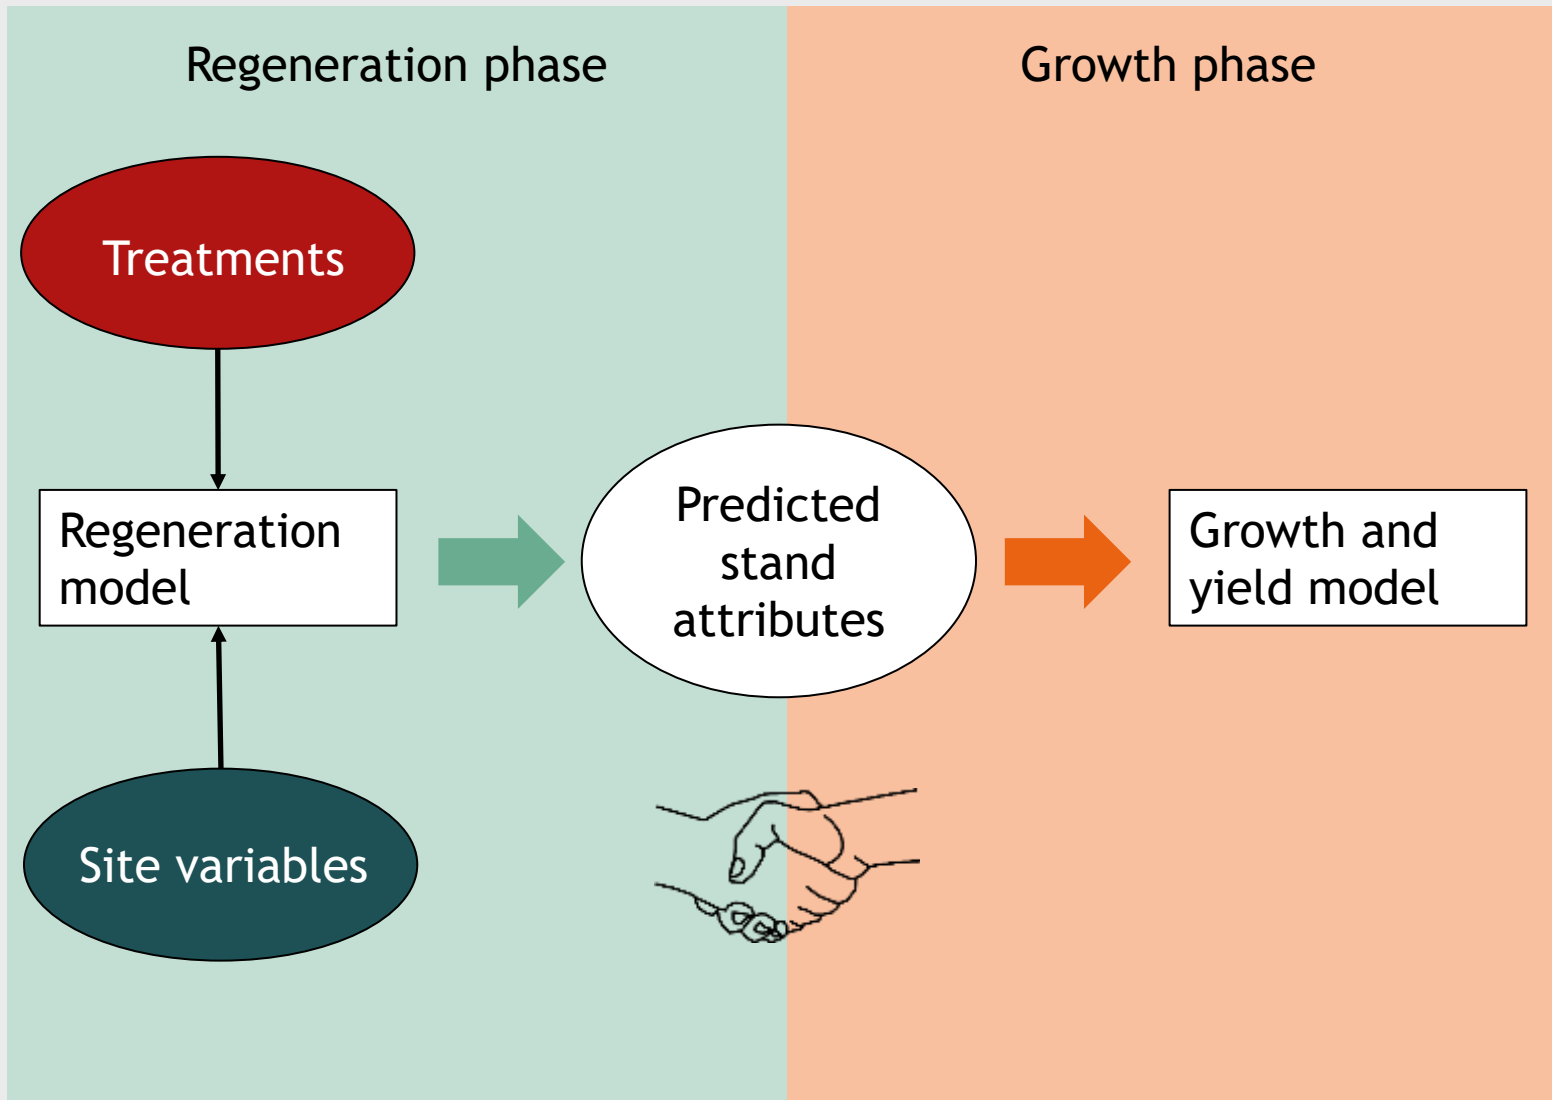 Regeneration phase
Growth phase
Treatments
Regeneration
model
Predicted
stand
attributes
Growth and
yield model
Site variables